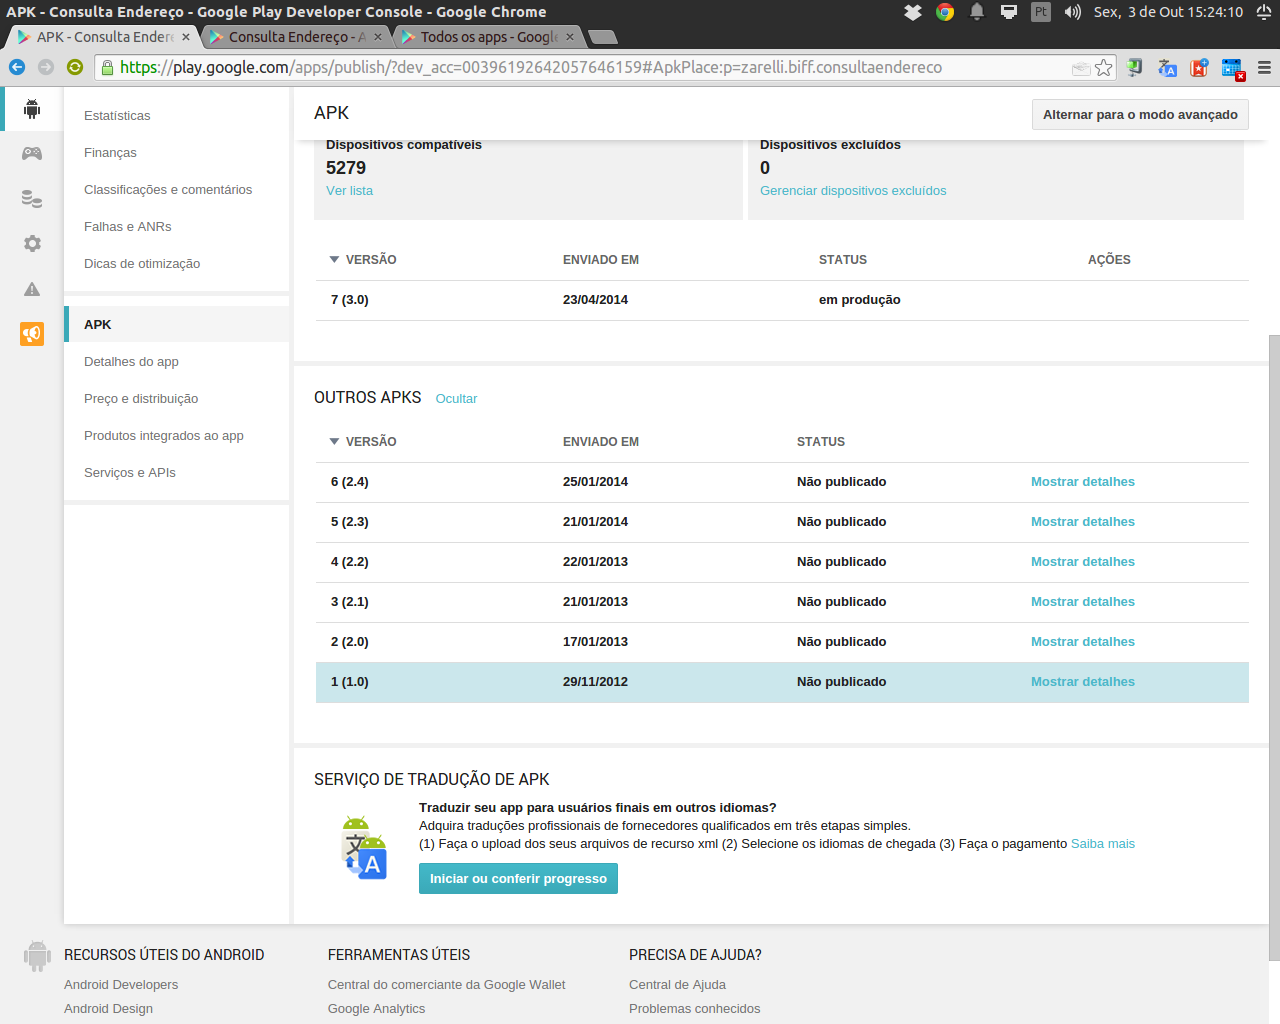 APK - Consulta Endereço - Google Play Developer Console - Google Chrome
Pt
Sex, 3 de Out 15:24:10
APK - Consulta Endere
Consulta Endereço - A
Todos os apps - Google
https://play.google.com/apps/publish/?dev_acc=00396192642057646159#ApkPlace:p=zarelli.biff.consultaendereco
Estatísticas
Finanças
Classificações e comentários
Falhas e ANRs
Dicas de otimização
APK
Detalhes do app
Preço e distribuição
Produtos integrados ao app
Serviços e APIs
APK
Alternar para o modo avançado
Dispositivos compatíveis
5279
Ver lista
Dispositivos excluídos
0
Gerenciar dispositivos excluídos
VERSÃO ENVIADO EM STATUS AÇÕES
7 (3.0) 23/04/2014 em produção
OUTROS APKS Ocultar
VERSÃO ENVIADO EM STATUS
6 (2.4) 25/01/2014 Não publicado Mostrar detalhes
5 (2.3) 21/01/2014 Não publicado Mostrar detalhes
4 (2.2) 22/01/2013 Não publicado Mostrar detalhes
3 (2.1) 21/01/2013 Não publicado Mostrar detalhes
2 (2.0) 17/01/2013 Não publicado Mostrar detalhes
1 (1.0) 29/11/2012 Não publicado Mostrar detalhes
SERVIÇO DE TRADUÇÃO DE APK
文
A
Traduzir seu app para usuários finais em outros idiomas?
Adquira traduções profissionais de fornecedores qualificados em três etapas simples.
(1) Faça o upload dos seus arquivos de recurso xml (2) Selecione os idiomas de chegada (3) Faça o pagamento Saiba mais
Iniciar ou conferir progresso
RECURSOS ÚTEIS DO ANDROID
Android Developers
Android Design
FERRAMENTAS ÚTEIS
Central do comerciante da Google Wallet
Google Analytics
PRECISA DE AJUDA?
Central de Ajuda
Problemas conhecidos